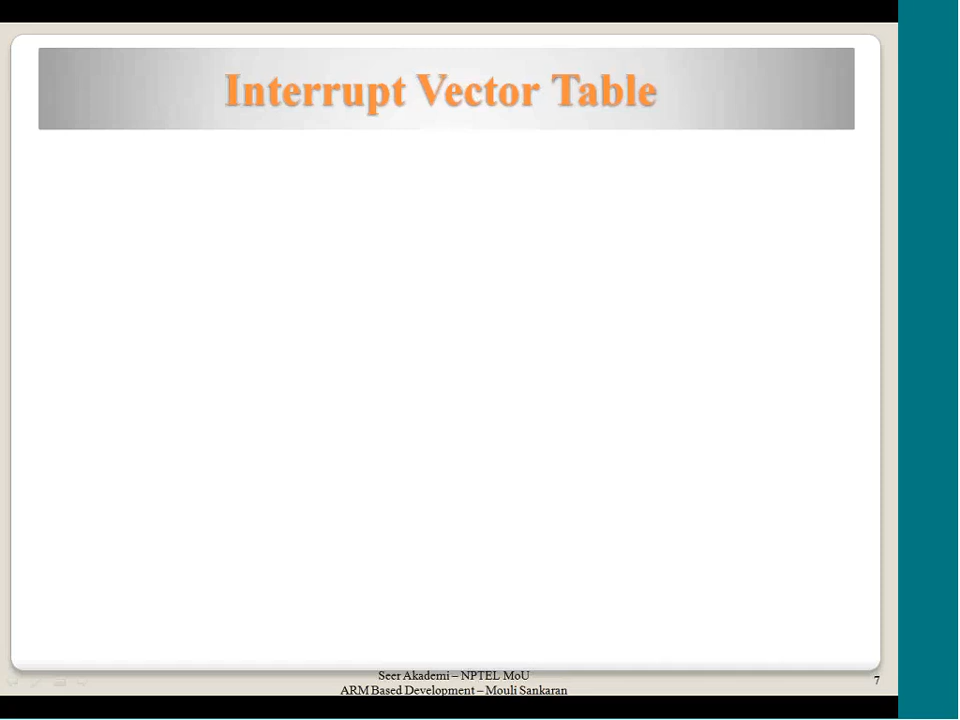 Interrupt Vector Table
Seer Akademi – NPTEL MoU
ARM Based Development – Mouli Sankaran
7